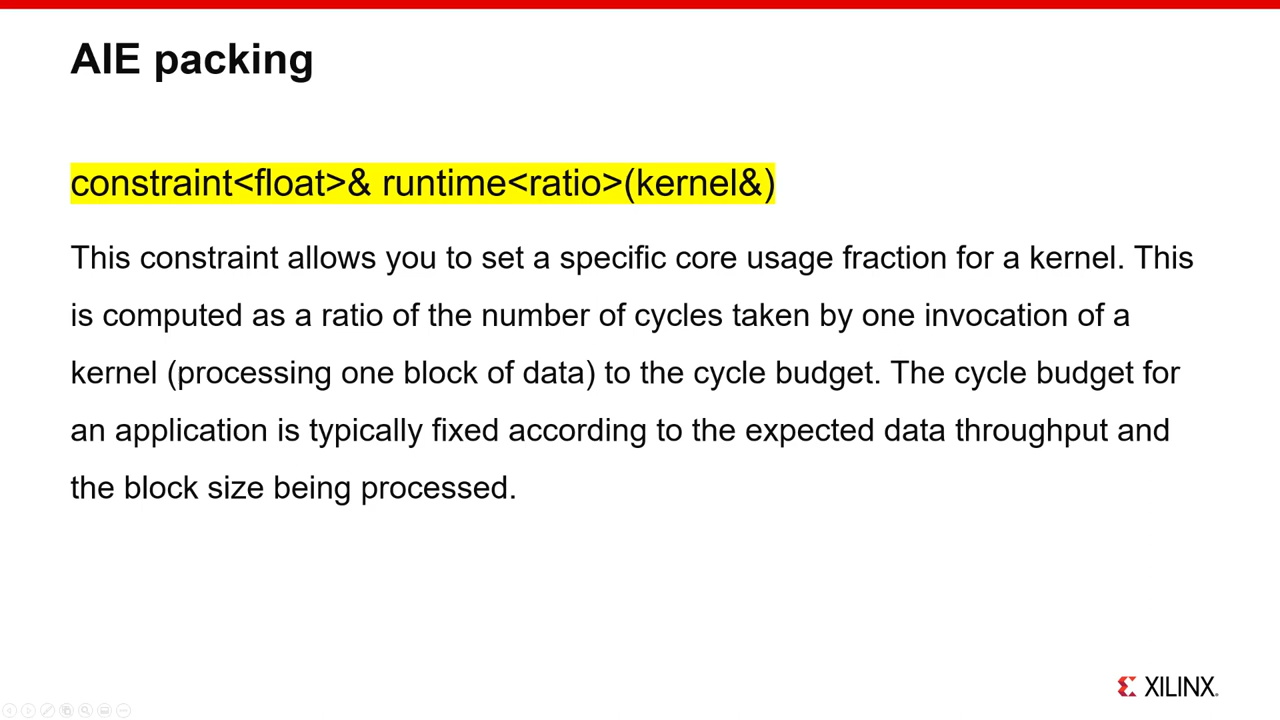 AIE packing
constraint<float>& runtime<ratio>(kernel&)
This constraint allows you to set a specific core usage fraction for a kernel. This
is computed as a ratio of the number of cycles taken by one invocation of a
kernel (processing one block of data) to the cycle budget. The cycle budget for
an application is typically fixed according to the expected data throughput and
the block size being processed.
XILINX.